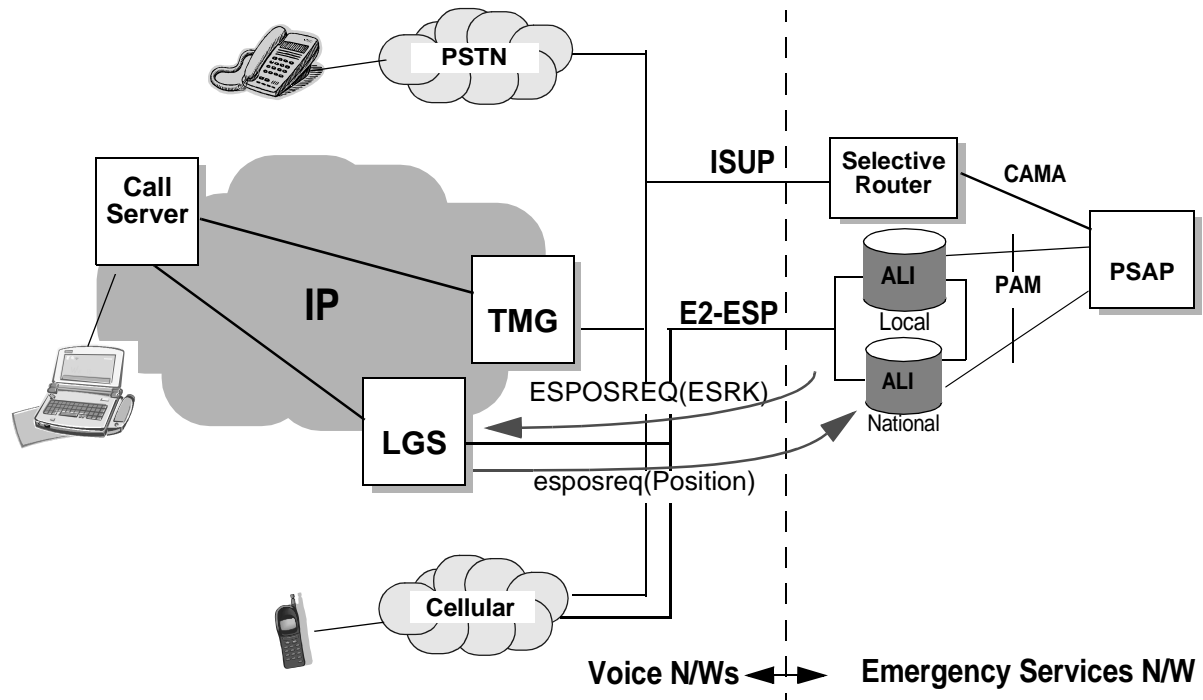 PSTN
ISUP
Selective
Router
CAMA
Call
Server
IP
TMG
E2-ESP
ALI
Local
PAM
PSAP
ESPOSREQ(ESRK)
ALI
National
LGS
esposreq(Position)
Cellular
Voice N/Ws
Emergency Services N/W